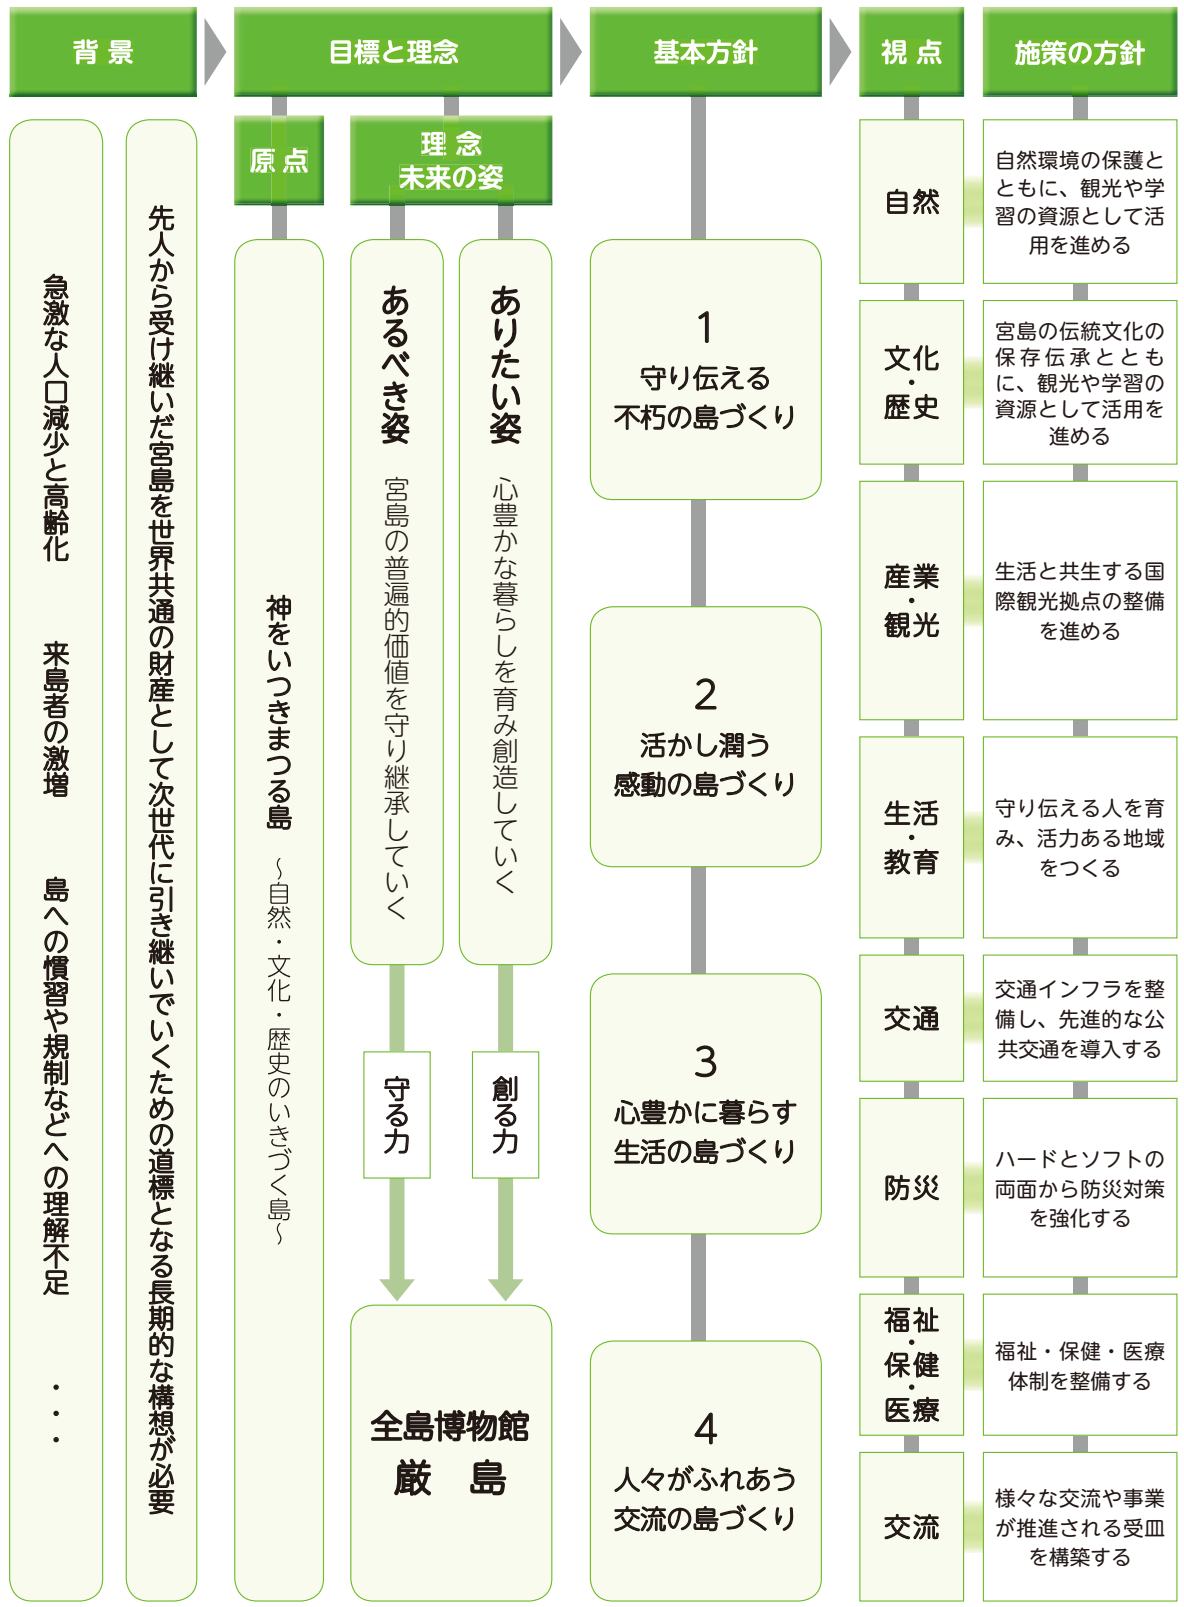 背景
目標と理念
基本方針
視点
施策の方針
急激な人口減少と高齢化　来島者の激増　島への慣習や規制などへの理解不足　・・・
先人から受け継いだ宮島を世界共通の財産として次世代に引き継いでいくための道標となる長期的な構想が必要
原点
神をいつきまつる島　～自然・文化・歴史のいきづく島～
理念
未来の姿
あるべき姿　宮島の普遍的価値を守り継承していく
ありたい姿　心豊かな暮らしを育み創造していく
守る力
創る力
全島博物館
厳　島
1
守り伝える
不朽の島づくり
2
活かし潤う
感動の島づくり
3
心豊かに暮らす
生活の島づくり
4
人々がふれあう
交流の島づくり
自然
自然環境の保護と
ともに、観光や学
習の資源として活
用を進める
文化
・
歴史
宮島の伝統文化の
保存伝承ととも
に、観光や学習の
資源として活用を
進める
産業
・
観光
生活と共生する国
際観光拠点の整備
を進める
生活
・
教育
守り伝える人を育
み、活力ある地域
をつくる
交通
交通インフラを整
備し、先進的な公
共交通を導入する
防災
ハードとソフトの
両面から防災対策
を強化する
福祉
・
保健
・
医療
福祉・保健・医療
体制を整備する
交流
様々な交流や事業
が推進される受皿
を構築する